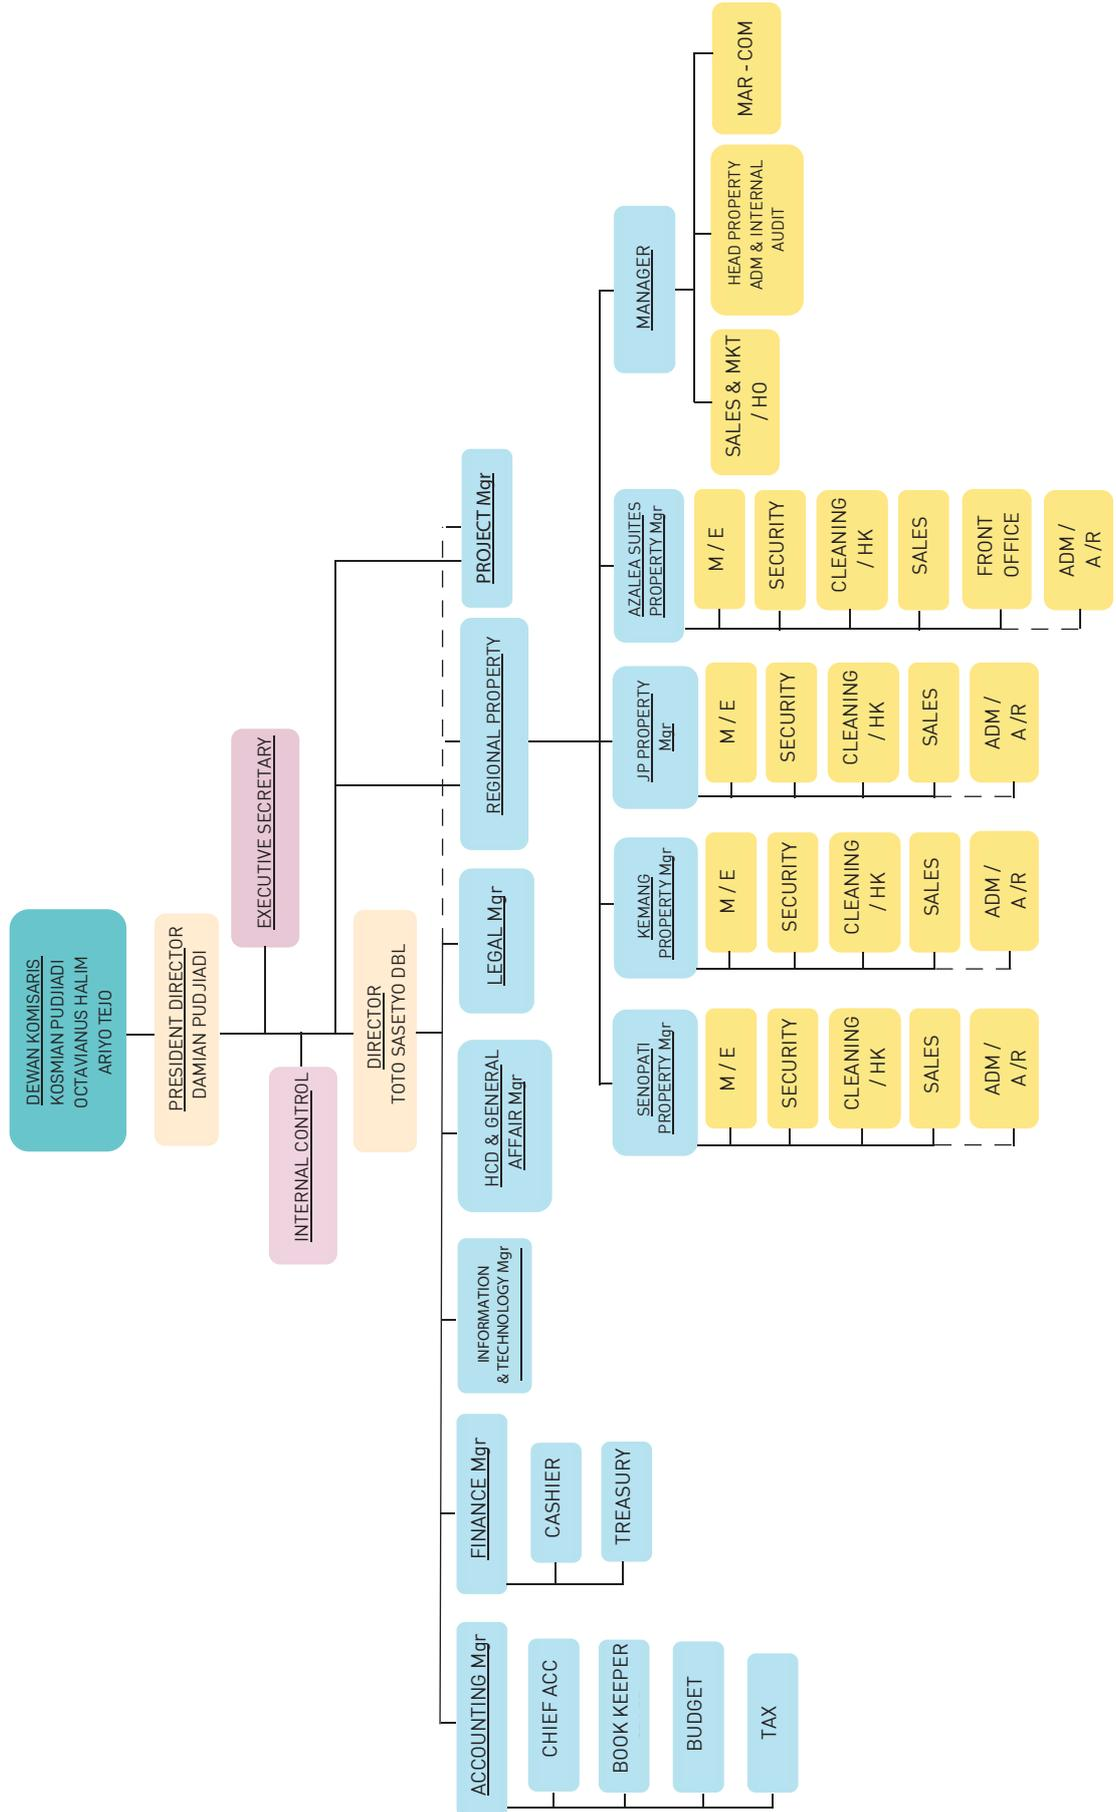 DEWAN KOMISARIS
KOSMIAN PUDJIADI
OCTAVIANUS HALIM
ARIYO TEJO
PRESIDENT DIRECTOR
DAMIAN PUDJIADI
EXECUTIVE SECRETARY
INTERNAL CONTROL
DIRECTOR
TOTO SASETYO DBL
ACCOUNTING Mgr
CHIEF ACC
BOOK KEEPER
BUDGET
TAX
FINANCE Mgr
CASHIER
TREASURY
INFORMATION
& TECHNOLOGY Mgr
HCD & GENERAL
AFFAIR Mgr
LEGAL Mgr
REGIONAL PROPERTY
PROJECT Mgr
SENOPATI
PROPERTY Mgr
M / E
SECURITY
CLEANING
/ HK
SALES
ADM /
A /R
KEMANG
PROPERTY Mgr
M / E
SECURITY
CLEANING
/ HK
SALES
ADM /
A /R
JP PROPERTY
Mgr
M / E
SECURITY
CLEANING
/ HK
SALES
ADM /
A /R
AZALEA SUITES
PROPERTY Mgr
M / E
SECURITY
CLEANING
/ HK
SALES
FRONT
OFFICE
ADM /
A /R
MANAGER
SALES & MKT
/ HO
HEAD PROPERTY
ADM & INTERNAL
AUDIT
MAR - COM